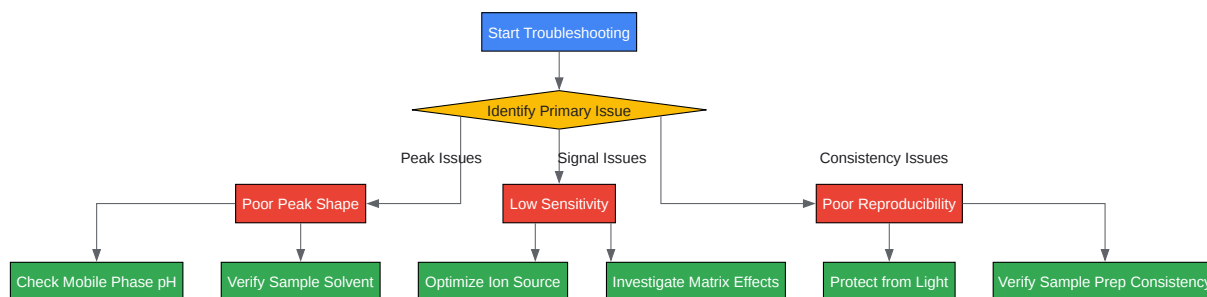 Start Troubleshooting
Identify Primary Issue
Peak Issues
Signal Issues
Consistency Issues
Poor Peak Shape
Low Sensitivity
Poor Reproducibility
Check Mobile Phase pH
Verify Sample Solvent
Optimize Ion Source
Investigate Matrix Effects
Protect from Light
Verify Sample Prep Consistency